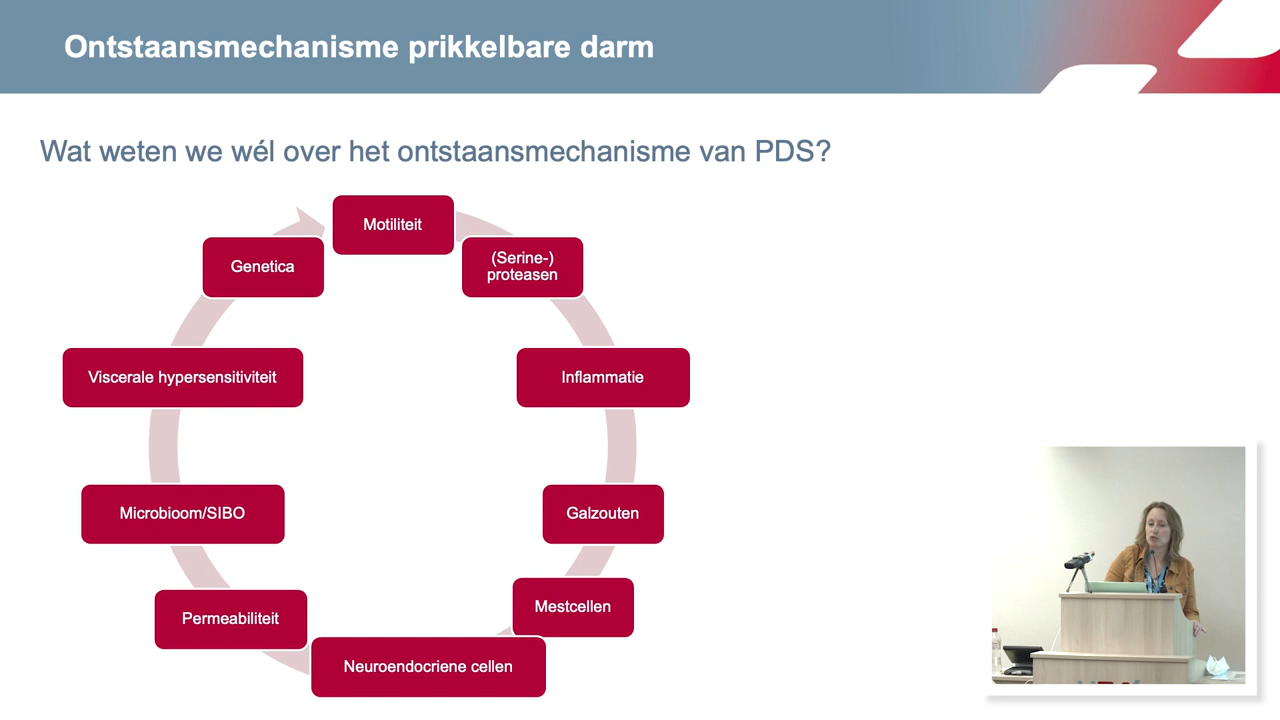 Ontstaansmechanisme prikkelbare darm
Wat weten we wél over het ontstaansmechanisme van PDS?
Motiliteit
(Serine-)
proteasen
Inflammatie
Galzouten
Mestcellen
Neuroendocriene cellen
Permeabiliteit
Microbioom/SIBO
Viscerale hypersensitiviteit
Genetica